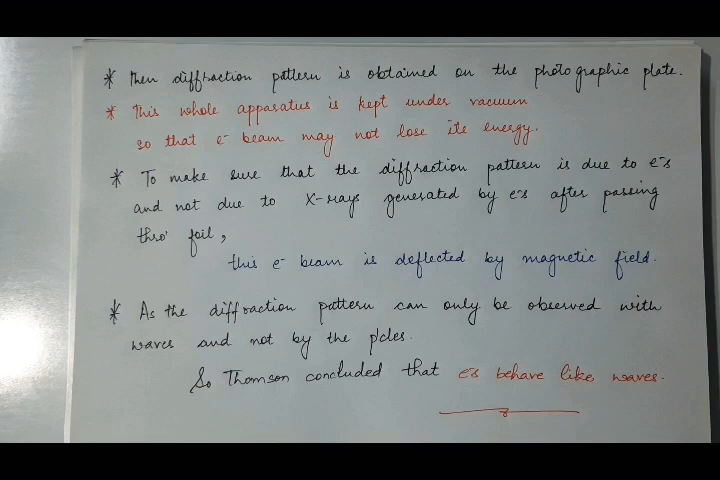 * Then diffraction pattern is obtained on the photographic plate.
* This whole apparatus is kept under vacuum
so that e⁻ beam may not lose its energy.
* To make sure that the diffraction pattern is due to e⁻s
and not due to X-rays generated by e⁻s after passing
thro' foil,
this e⁻ beam is deflected by magnetic field.
* As the diffraction pattern can only be observed with
waves and not by the p'cles.
So Thomson concluded that e⁻s behave like waves.